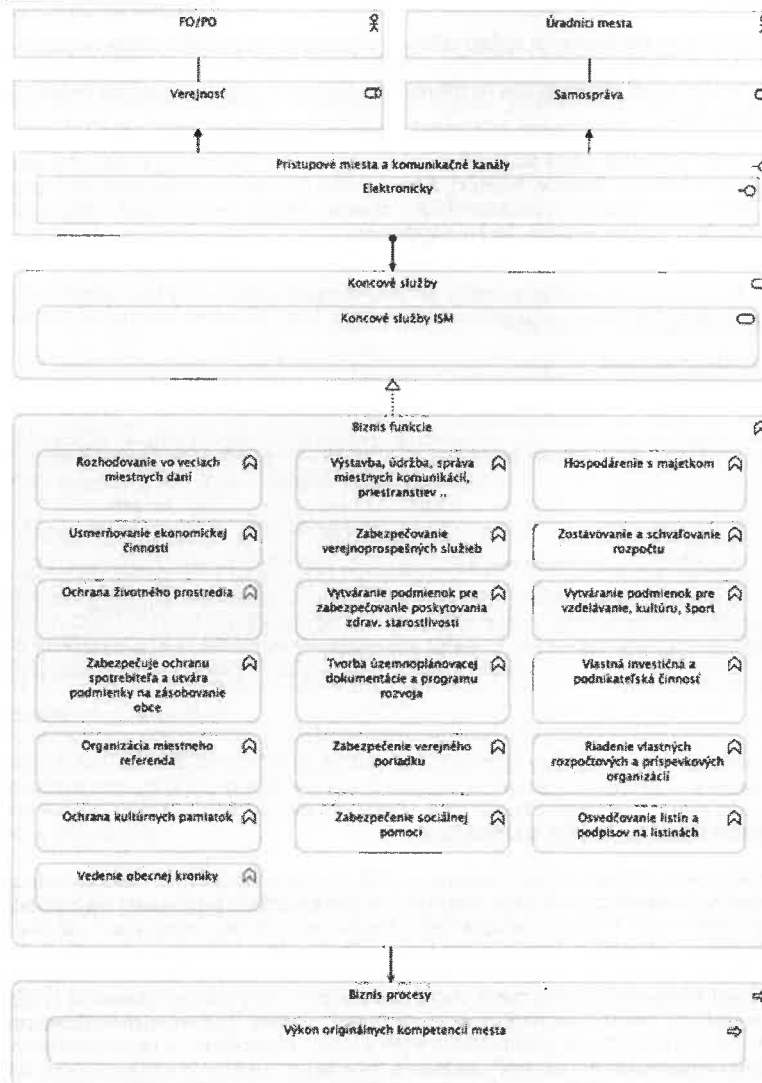 FO/PO
Úradníci mesta
Verejnosť
Samospráva
Prístupové miesta a komunikačné kanály
Elektronicky
Koncové služby
Koncové služby ISM
Biznis funkcie
Rozhodovanie vo veciach
miestnych daní
Výstavba, údržba, správa
miestnych komunikácií,
priestranstiev ..
Hospodárenie s majetkom
Usmerňovanie ekonomickej
činnosti
Zabezpečovanie
verejnoprospešných služieb
Zostavovanie a schvaľovanie
rozpočtu
Ochrana životného prostredia
Vytváranie podmienok pre
zabezpečovanie poskytovania
zdrav. starostlivosti
Vytváranie podmienok pre
vzdelávanie, kultúru, šport
Zabezpečuje ochranu
spotrebiteľa a utvára
podmienky na zásobovanie
obce
Tvorba územnoplánovacej
dokumentácie a programu
rozvoja
Vlastná investičná a
podnikateľská činnosť
Organizácia miestneho
referenda
Zabezpečenie verejného
poriadku
Riadenie vlastných
rozpočtových a príspevkových
organizácií
Ochrana kultúrnych pamiatok
Zabezpečenie sociálnej
pomoci
Osvedčovanie listín a
podpisov na listinách
Vedenie obecnej kroniky
Biznis procesy
Výkon originálnych kompetencií mesta